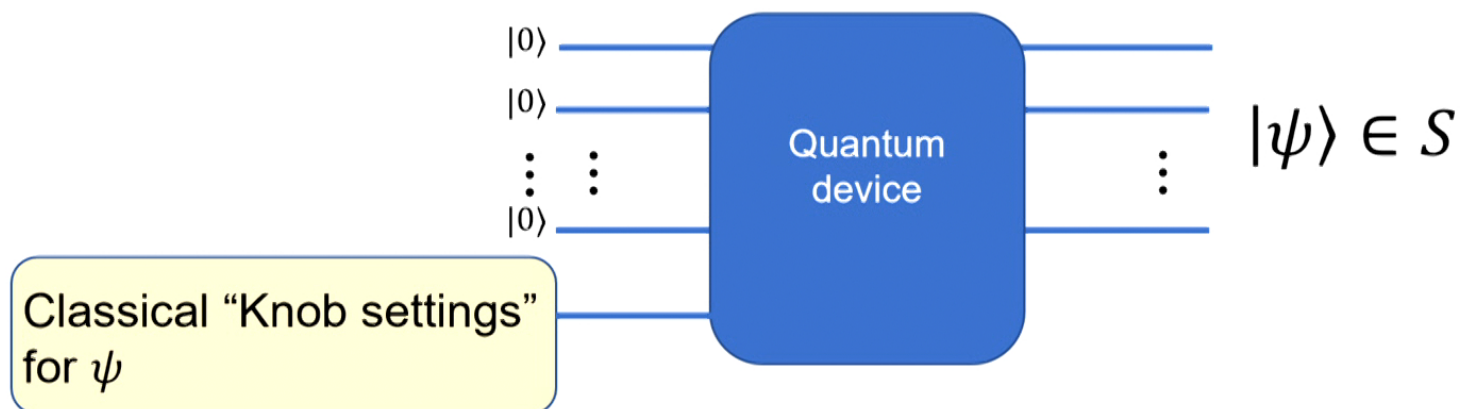 |0⟩
|0⟩
|0⟩
Quantum
device
|ψ⟩ ∈ S
Classical “Knob settings”
for ψ